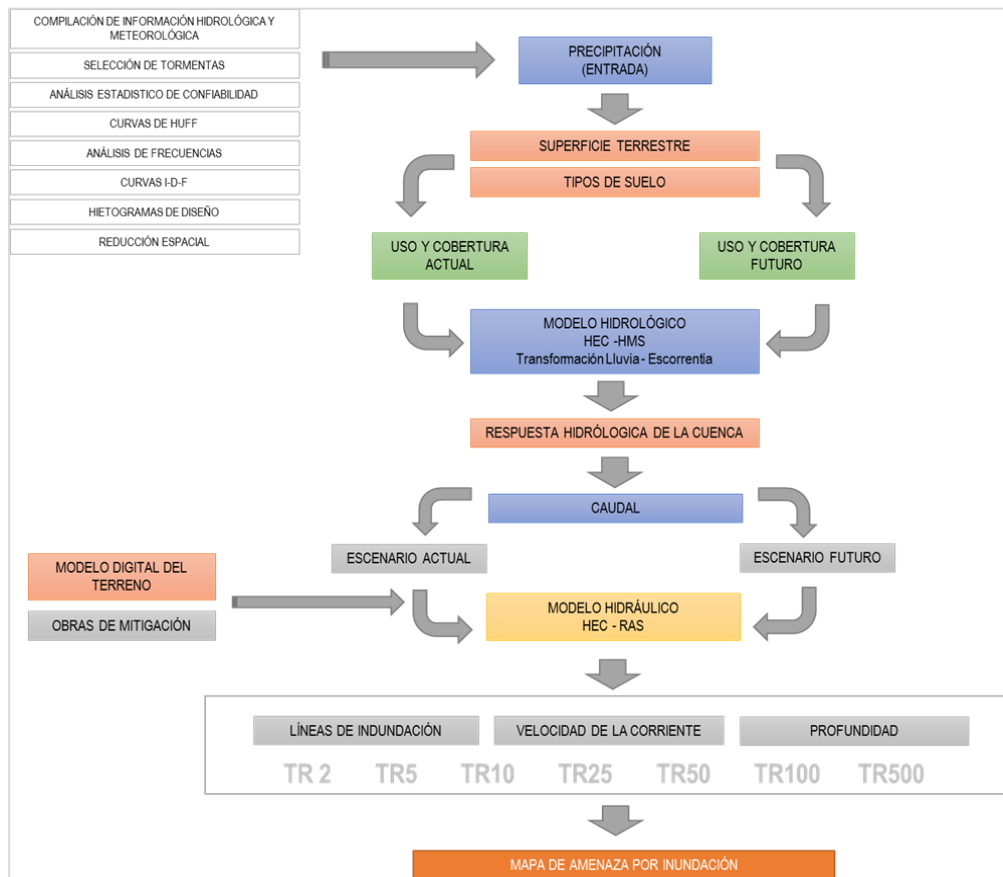 COMPILACIÓN DE INFORMACIÓN HIDROLÓGICA Y
METEOROLÓGICA
SELECCIÓN DE TORMENTAS
ANÁLISIS ESTADISTICO DE CONFIABILIDAD
CURVAS DE HUFF
ANÁLISIS DE FRECUENCIAS
CURVAS I-D-F
HIETOGRAMAS DE DISEÑO
REDUCCIÓN ESPACIAL
PRECIPITACIÓN
(ENTRADA)
SUPERFICIE TERRESTRE
TIPOS DE SUELO
USO Y COBERTURA
ACTUAL
USO Y COBERTURA
FUTURO
MODELO HIDROLÓGICO
HEC -HMS
Transformación Lluvia - Escorrentía
RESPUESTA HIDRÓLOGICA DE LA CUENCA
CAUDAL
ESCENARIO ACTUAL
ESCENARIO FUTURO
MODELO DIGITAL DEL
TERRENO
OBRAS DE MITIGACIÓN
MODELO HIDRÁULICO
HEC - RAS
LÍNEAS DE INDUNDACIÓN
VELOCIDAD DE LA CORRIENTE
PROFUNDIDAD
TR 2 TR5 TR10 TR25 TR50 TR100 TR500
MAPA DE AMENAZA POR INUNDACIÓN